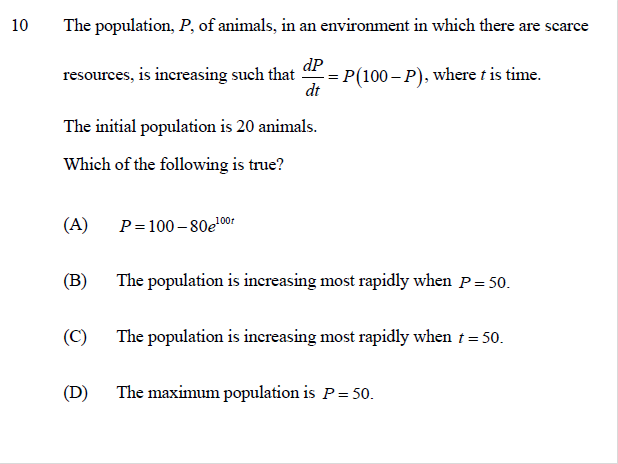 10 The population, P, of animals, in an environment in which there are scarce
resources, is increasing such that dP/dt = P(100 – P), where t is time.
The initial population is 20 animals.
Which of the following is true?
(A) P = 100 – 80e^{100t}
(B) The population is increasing most rapidly when P = 50.
(C) The population is increasing most rapidly when t = 50.
(D) The maximum population is P = 50.